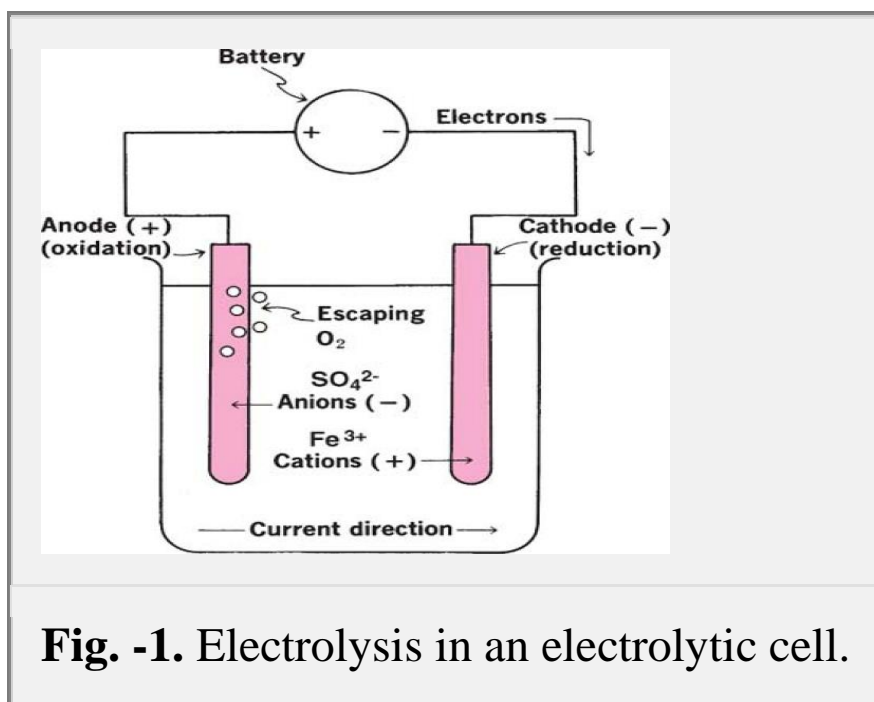 Battery
+
−
Electrons
Anode (+)
(oxidation)
Cathode (−)
(reduction)
Escaping
O₂
SO₄²⁻
Anions (−)
Fe³⁺
Cations (+)
Current direction
Fig. -1. Electrolysis in an electrolytic cell.